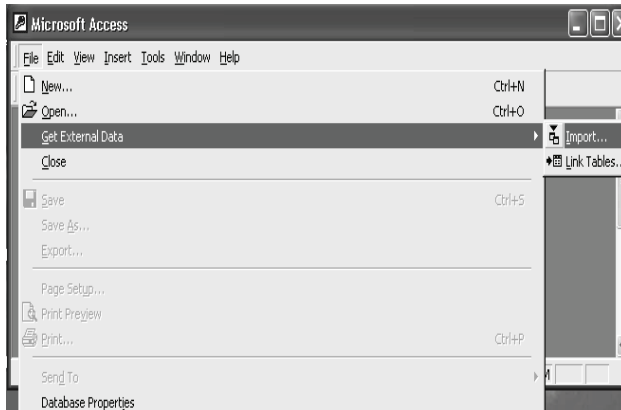 Microsoft Access
File Edit View Insert Tools Window Help
New... Ctrl+N
Open... Ctrl+O
Get External Data
Import...
Close
Link Tables...
Save Ctrl+S
Save As...
Export...
Page Setup...
Print Preview
Print... Ctrl+P
Send To
Database Properties